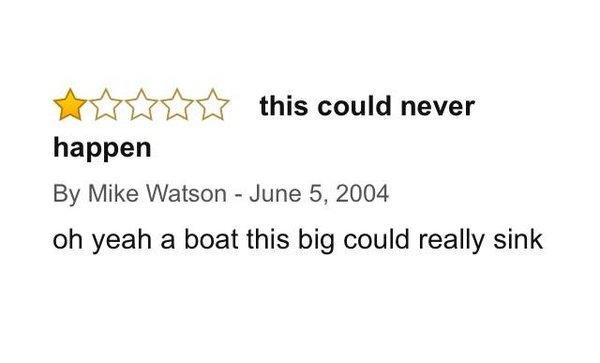 this could never
happen
By Mike Watson - June 5, 2004
oh yeah a boat this big could really sink